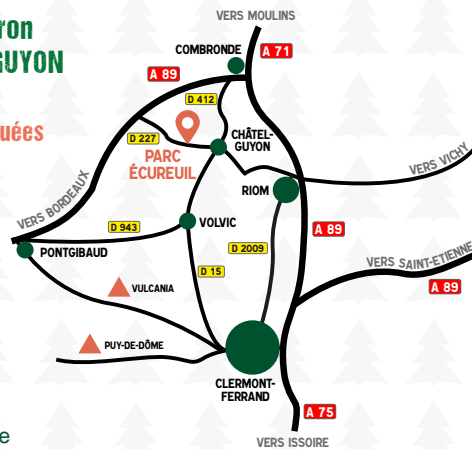 ron
GUYON
uées
VERS MOULINS
COMBRONDE
A 71
A 89
D 412
D 227
CHÂTEL-
GUYON
PARC
ÉCUREUIL
VERS VICHY
RIOM
VERS BORDEAUX
D 943
VOLVIC
A 89
D 2009
PONTGIBAUD
VERS SAINT-ETIENNE
D 15
A 89
VULCANIA
PUY-DE-DÔME
CLERMONT-
FERRAND
A 75
e
VERS ISSOIRE